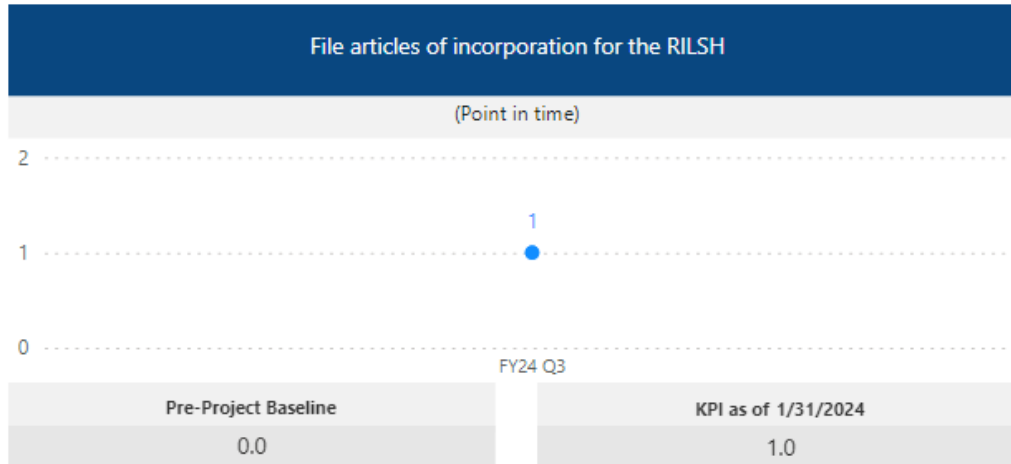 File articles of incorporation for the RILSH
(Point in time)
2
1
1
0
FY24 Q3
Pre-Project Baseline
KPI as of 1/31/2024
0.0
1.0